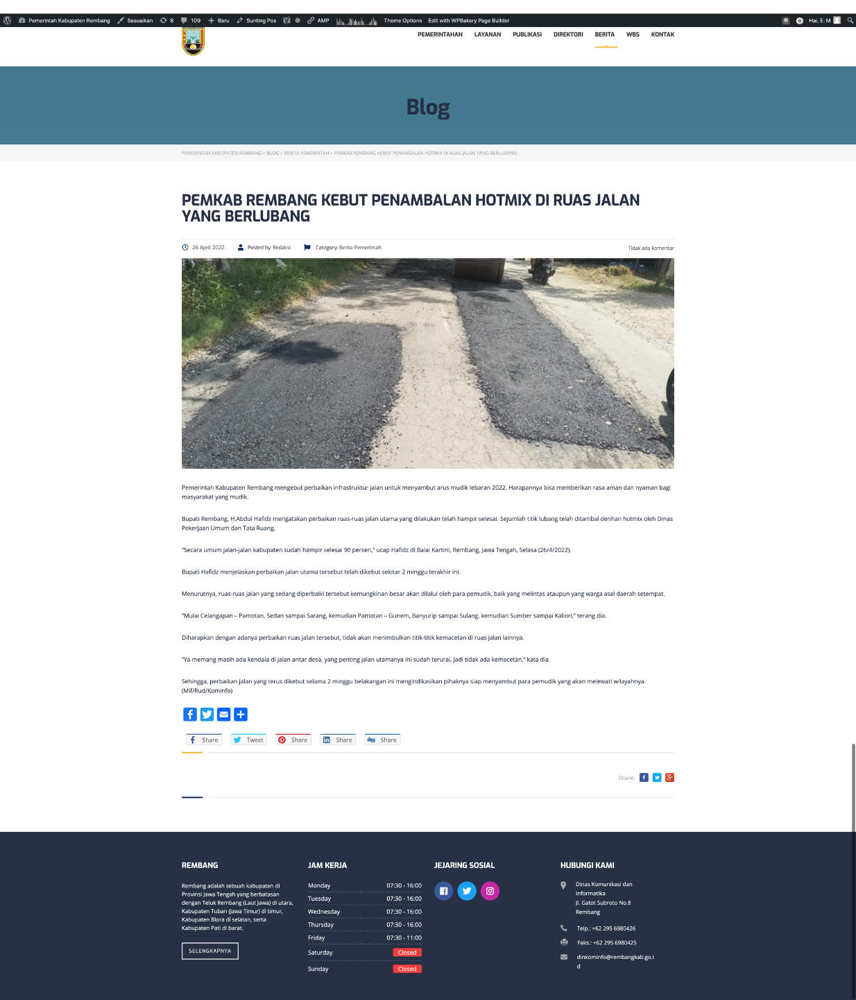 Pemerintah Kabupaten Rembang Sesuaikan 8 109 Baru Sunting Pos AMP Theme Options Edit with WPBakery Page Builder 0 Hai, E. M
PEMERINTAHAN LAYANAN PUBLIKASI DIREKTORI BERITA WBS KONTAK
Blog
PEMERINTAH KABUPATEN REMBANG > BLOG > BERITA PEMERINTAH > PEMKAB REMBANG KEBUT PENAMBALAN HOTMIX DI RUAS JALAN YANG BERLUBANG
PEMKAB REMBANG KEBUT PENAMBALAN HOTMIX DI RUAS JALAN
YANG BERLUBANG
26 April 2022 Posted by: Redaksi Category: Berita Pemerintah Tidak ada komentar
Pemerintah Kabupaten Rembang mengebut perbaikan infrastruktur jalan untuk menyambut arus mudik lebaran 2022. Harapannya bisa memberikan rasa aman dan nyaman bagi
masyarakat yang mudik.
Bupati Rembang, H.Abdul Hafidz mengatakan perbaikan ruas-ruas jalan utama yang dilakukan telah hampir selesai. Sejumlah titik lubang telah ditambal denhan hotmix oleh Dinas
Pekerjaan Umum dan Tata Ruang.
“Secara umum jalan-jalan kabupaten sudah hampir selesai 90 persen,” ucap Hafidz di Balai Kartini, Rembang, Jawa Tengah, Selasa (26/4/2022).
Bupati Hafidz menjelaskan perbaikan jalan utama tersebut telah dikebut sekitar 2 minggu terakhir ini.
Menurutnya, ruas-ruas jalan yang sedang diperbaiki tersebut kemungkinan besar akan dilalui oleh para pemudik, baik yang melintas ataupun yang warga asal daerah setempat.
“Mulai Celangapan – Pamotan, Sedan sampai Sarang, kemudian Pamotan – Gunem, Banyurip sampai Sulang, kemudian Sumber sampai Kaliori,” terang dia.
Diharapkan dengan adanya perbaikan ruas jalan tersebut, tidak akan menimbulkan titik-titik kemacetan di ruas jalan lainnya.
“Ya memang masih ada kendala di jalan antar desa, yang penting jalan utamanya ini sudah terurai, jadi tidak ada kemacetan,” kata dia.
Sehingga, perbaikan jalan yang terus dikebut selama 2 minggu belakangan ini mengindikasikan pihaknya siap menyambut para pemudik yang akan melewati wilayahnya.
(Mif/Rud/Kominfo)
Share Tweet Share Share digg Share
Share:
REMBANG
Rembang adalah sebuah kabupaten di
Provinsi Jawa Tengah yang berbatasan
dengan Teluk Rembang (Laut Jawa) di utara,
Kabupaten Tuban (Jawa Timur) di timur,
Kabupaten Blora di selatan, serta
Kabupaten Pati di barat.
SELENGKAPNYA
JAM KERJA
Monday 07:30 - 16:00
Tuesday 07:30 - 16:00
Wednesday 07:30 - 16:00
Thursday 07:30 - 16:00
Friday 07:30 - 11:00
Saturday Closed
Sunday Closed
JEJARING SOSIAL
HUBUNGI KAMI
Dinas Komunikasi dan
Informatika
Jl. Gatot Subroto No.8
Rembang
Telp.: +62 295 6980426
Faks.: +62 295 6980425
dinkominfo@rembangkab.go.i
d